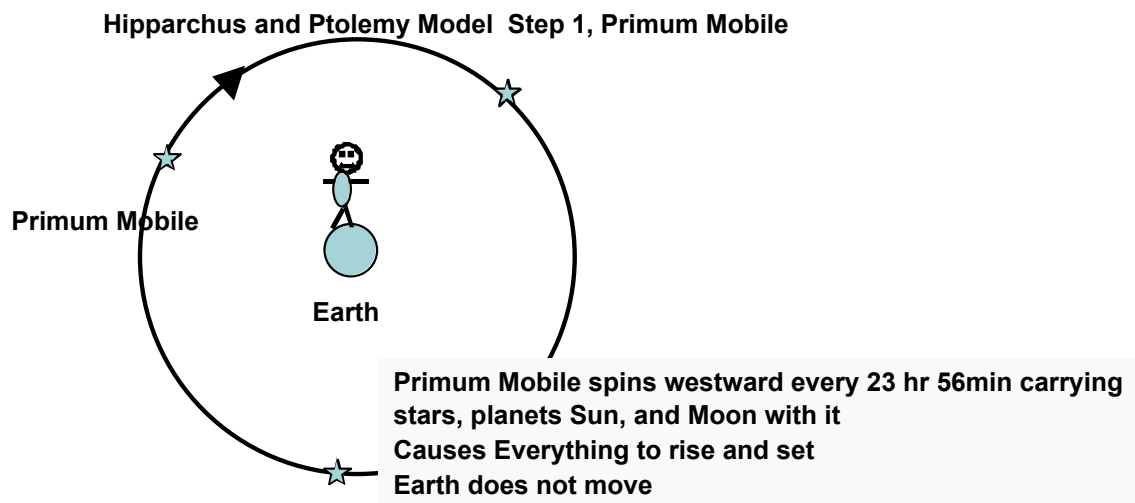 Hipparchus and Ptolemy Model  Step 1, Primum Mobile
Primum Mobile
Earth
Primum Mobile spins westward every 23 hr 56min carrying
stars, planets Sun, and Moon with it
Causes Everything to rise and set
Earth does not move